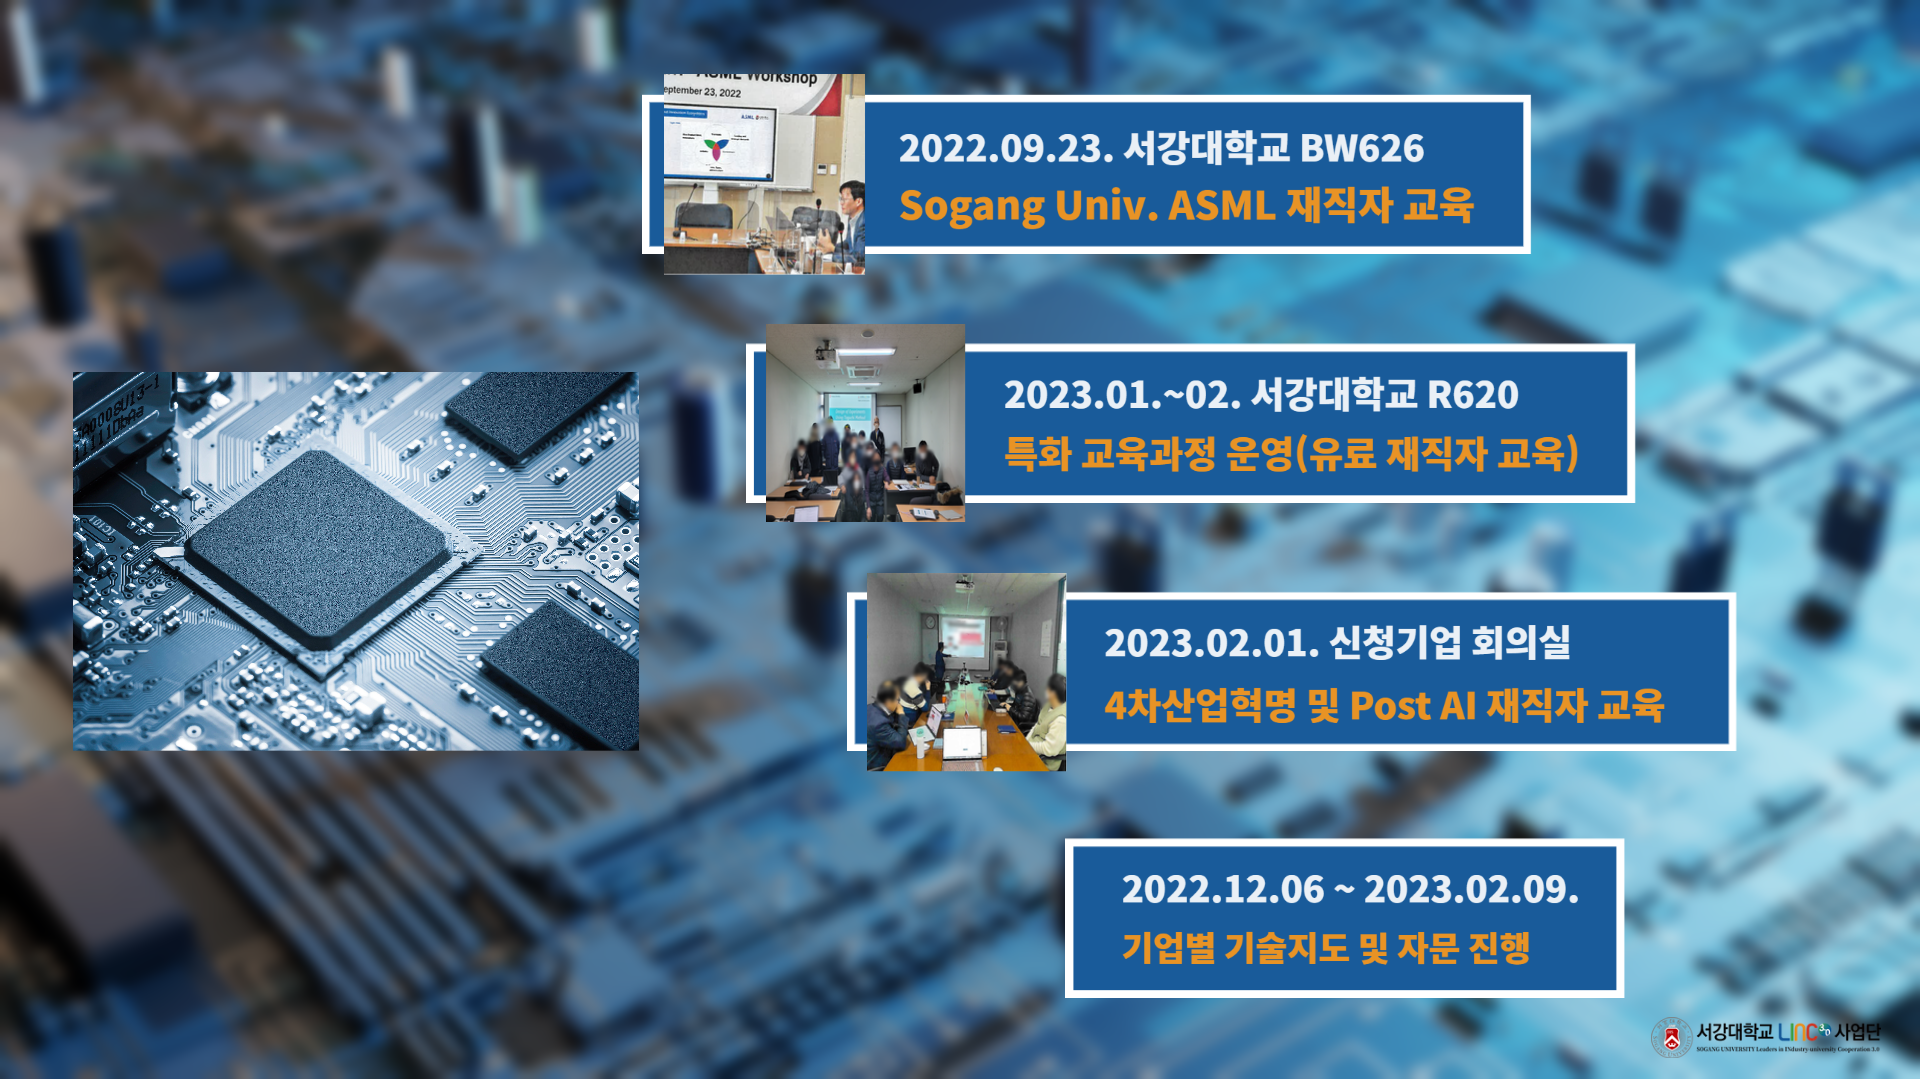 ASML Workshop
September 23, 2022
2022.09.23. 서강대학교 BW626
Sogang Univ. ASML 재직자 교육
2023.01.~02. 서강대학교 R620
특화 교육과정 운영(유료 재직자 교육)
2023.02.01. 신청기업 회의실
4차산업혁명 및 Post AI 재직자 교육
2022.12.06 ~ 2023.02.09.
기업별 기술지도 및 자문 진행
서강대학교 LINC 3.0 사업단
SOGANG UNIVERSITY Leaders in INdustry-university Cooperation 3.0